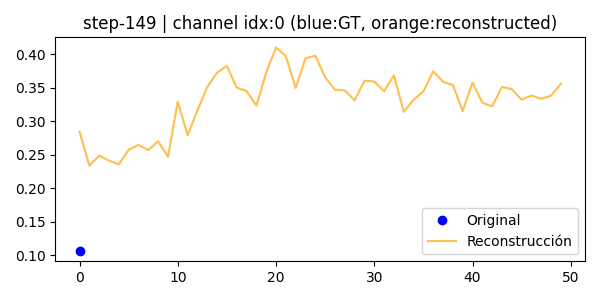 step-149 | channel idx:0 (blue:GT, orange:reconstructed)
0.40
0.35
0.30
0.25
0.20
0.15
0.10
Original
Reconstrucción
0 10 20 30 40 50